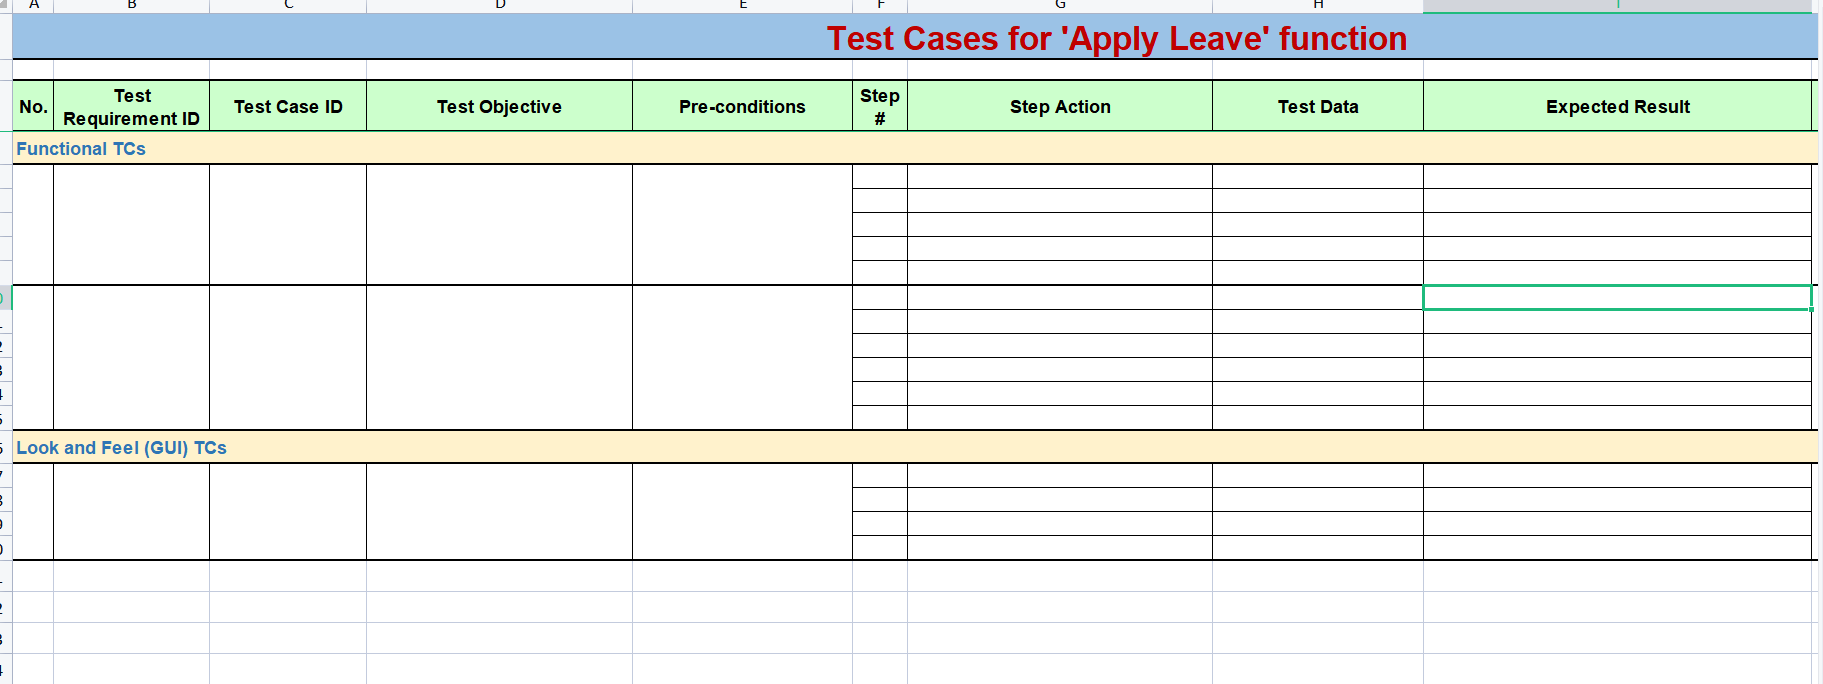 A B C D E F G H I
Test Cases for 'Apply Leave' function
No. Test Requirement ID Test Case ID Test Objective Pre-conditions Step # Step Action Test Data Expected Result
Functional TCs
Look and Feel (GUI) TCs